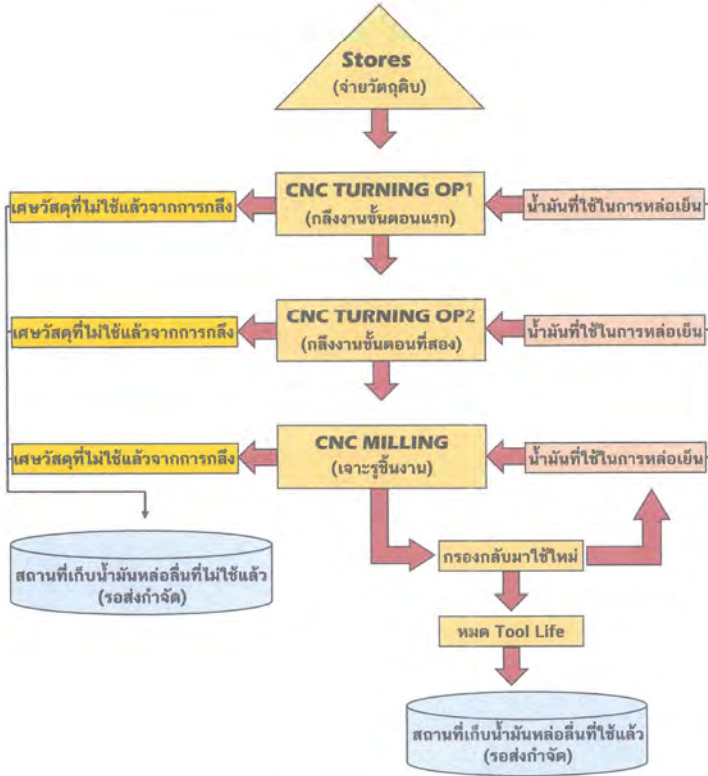 Stores
(จ่ายวัตถุดิบ)
CNC TURNING OP1
(กลึงงานขั้นตอนแรก)
เศษวัสดุที่ไม่ใช้แล้วจากการกลึง
น้ำมันที่ใช้ในการหล่อเย็น
CNC TURNING OP2
(กลึงงานขั้นตอนที่สอง)
เศษวัสดุที่ไม่ใช้แล้วจากการกลึง
น้ำมันที่ใช้ในการหล่อเย็น
CNC MILLING
(เจาะรูชิ้นงาน)
เศษวัสดุที่ไม่ใช้แล้วจากการกลึง
น้ำมันที่ใช้ในการหล่อเย็น
กรองกลับมาใช้ใหม่
สถานที่เก็บน้ำมันหล่อลื่นที่ไม่ใช้แล้ว
(รอส่งกำจัด)
หมด Tool Life
สถานที่เก็บน้ำมันหล่อลื่นที่ใช้แล้ว
(รอส่งกำจัด)